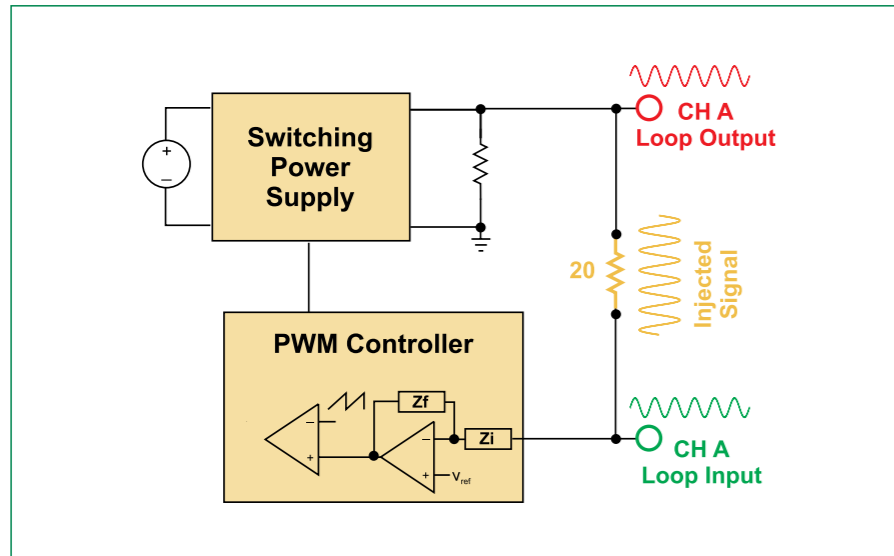 CH A
Loop Output
Switching
Power
Supply
+
–
20
Injected
Signal
PWM Controller
Zf
Zi
–
+
–
+
Vref
CH A
Loop Input